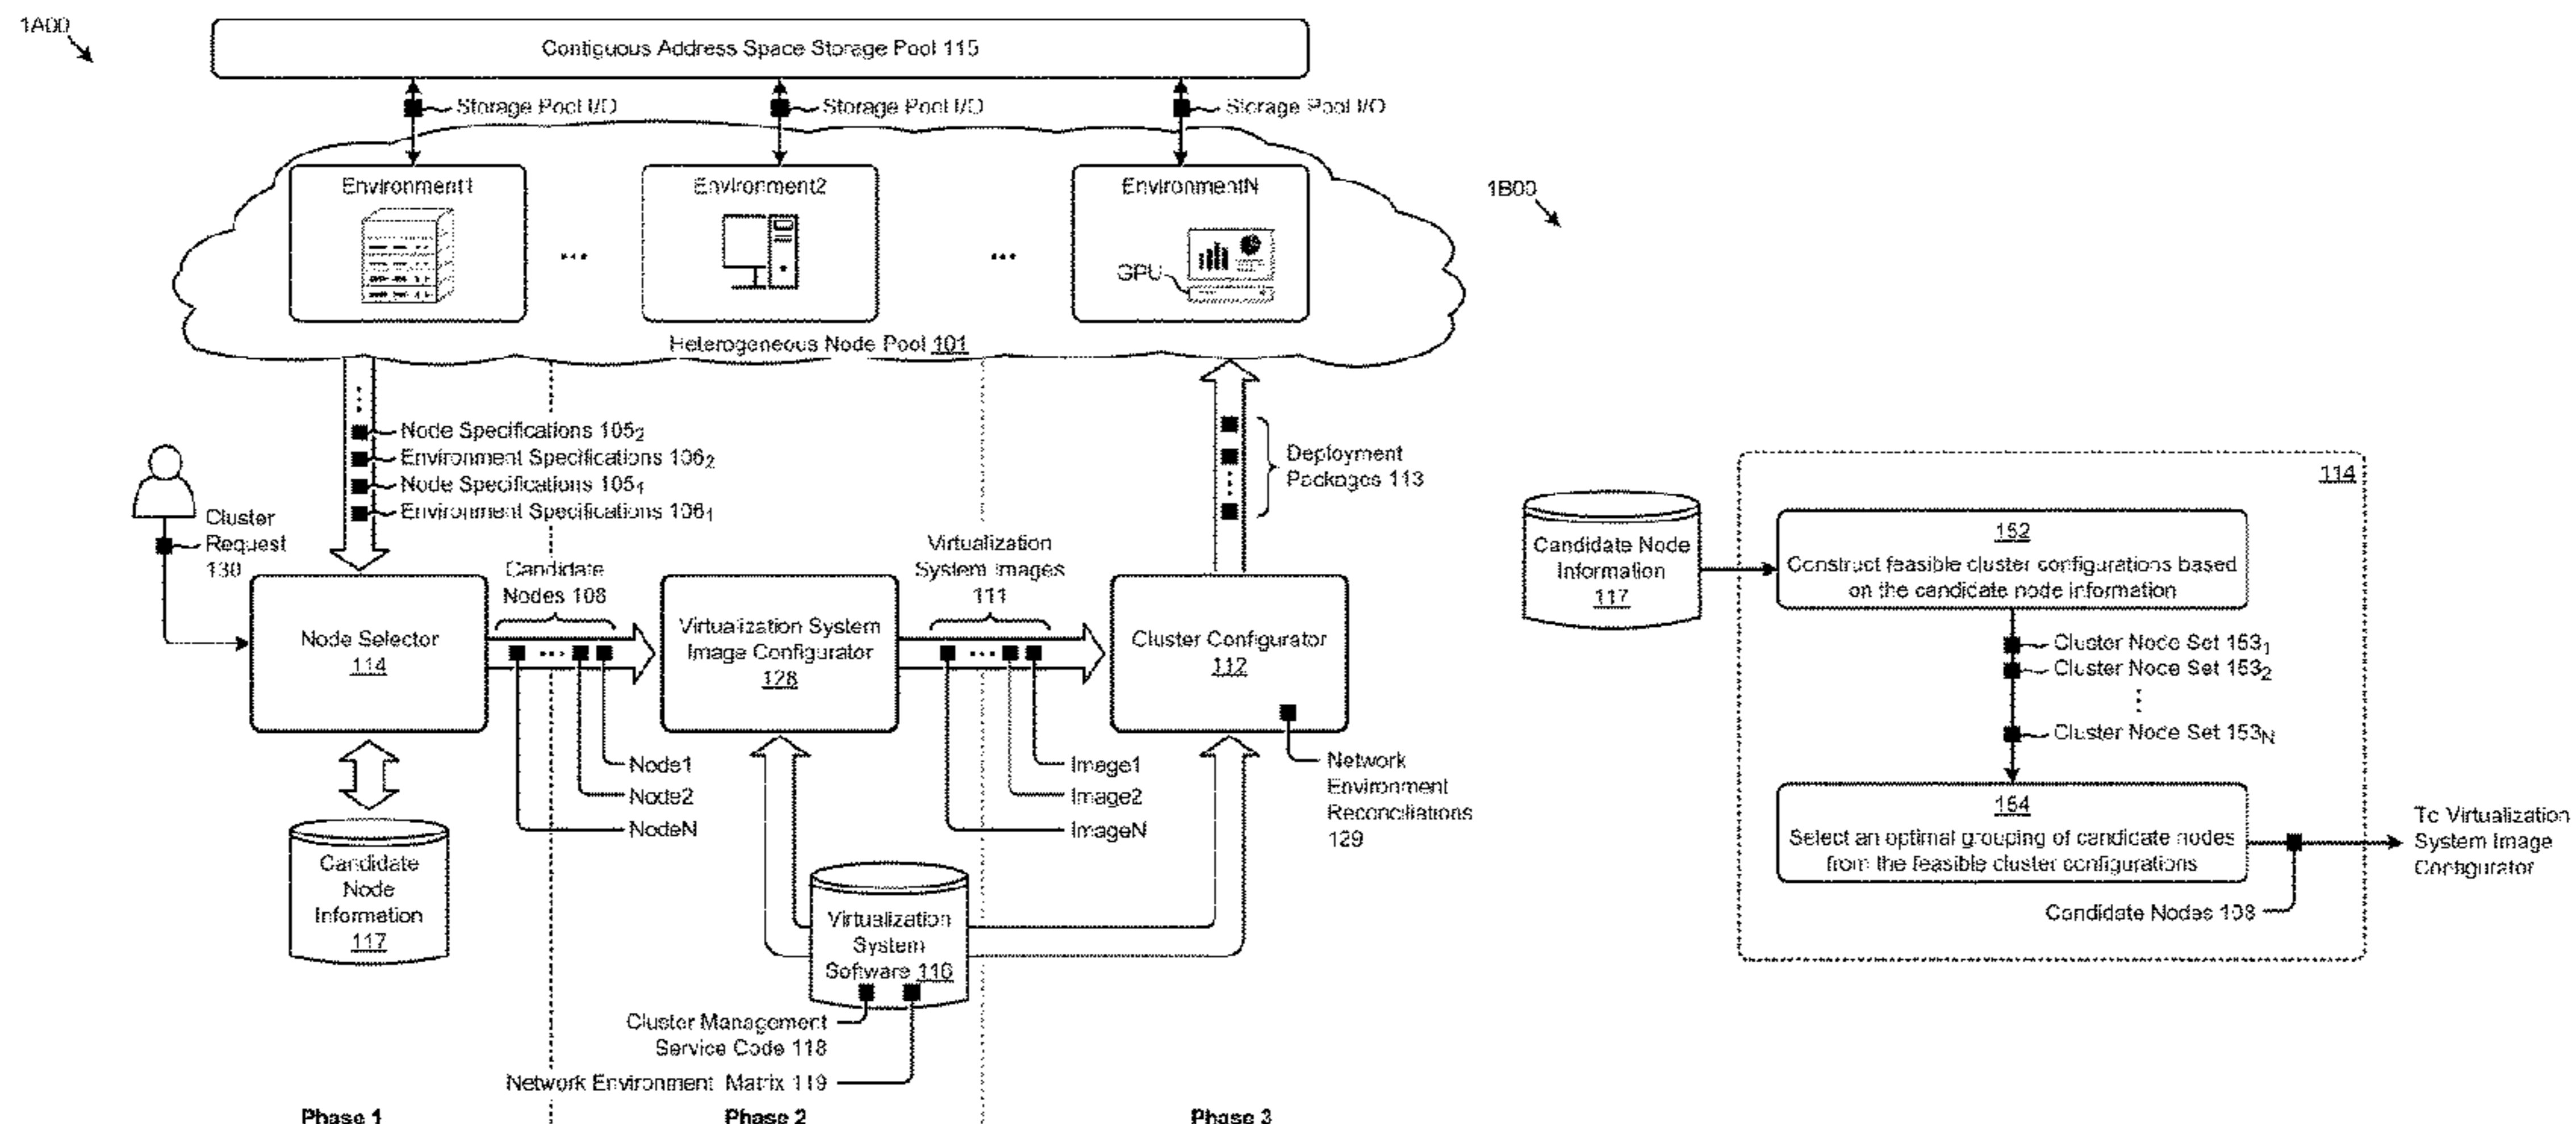 1A00
Contiguous Address Space Storage Pool 115
Storage Pool I/O
Storage Pool I/O
Storage Pool I/O
Environment1
Environment2
EnvironmentN
...
...
GPU
Heterogeneous Node Pool 101
Node Specifications 105₂
Environment Specifications 106₂
Node Specifications 105₁
Environment Specifications 106₁
Deployment
Packages 113
Cluster
Request
130
Candidate
Nodes 108
Virtualization
System Images
111
Node Selector
114
Virtualization System
Image Configurator
128
Cluster Configurator
112
Node1
Node2
NodeN
Image1
Image2
ImageN
Network
Environment
Reconciliations
129
Candidate
Node
Information
117
Virtualization
System
Software 116
Cluster Management
Service Code 118
Network Environment Matrix 119
Phase 1
Phase 2
Phase 3
1B00
114
Candidate Node
Information
117
152
Construct feasible cluster configurations based
on the candidate node information
Cluster Node Set 153₁
Cluster Node Set 153₂
Cluster Node Set 153N
154
Select an optimal grouping of candidate nodes
from the feasible cluster configurations
Candidate Nodes 108
To Virtualization
System Image
Configurator